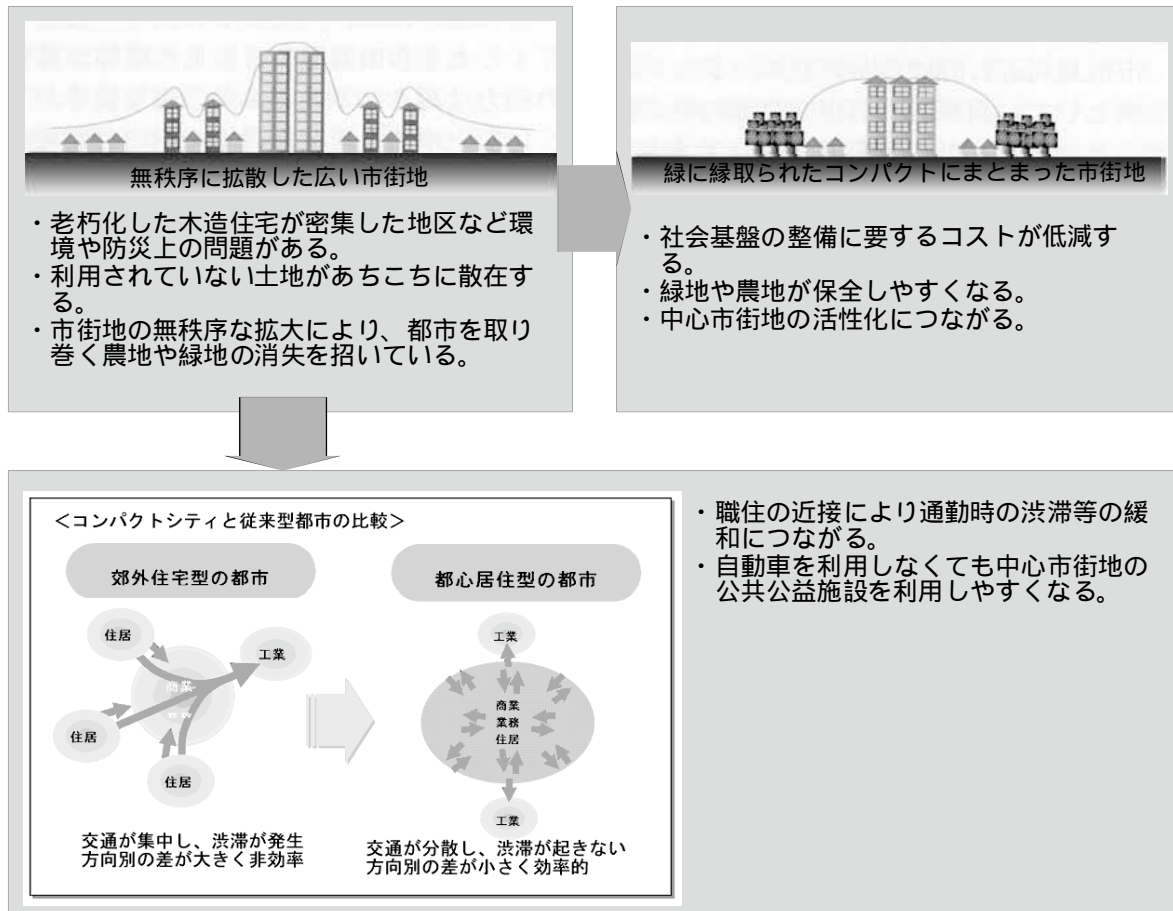 無秩序に拡散した広い市街地
・老朽化した木造住宅が密集した地区など環
境や防災上の問題がある。
・利用されていない土地があちこちに散在す
る。
・市街地の無秩序な拡大により、都市を取り
巻く農地や緑地の消失を招いている。
緑に縁取られたコンパクトにまとまった市街地
・社会基盤の整備に要するコストが低減す
る。
・緑地や農地が保全しやすくなる。
・中心市街地の活性化につながる。
＜コンパクトシティと従来型都市の比較＞
郊外住宅型の都市
住居
工業
商業
住居
住居
交通が集中し、渋滞が発生
方向別の差が大きく非効率
都心居住型の都市
工業
商業
業務
住居
工業
交通が分散し、渋滞が起きない
方向別の差が小さく効率的
・職住の近接により通勤時の渋滞等の緩
和につながる。
・自動車を利用しなくても中心市街地の
公共公益施設を利用しやすくなる。